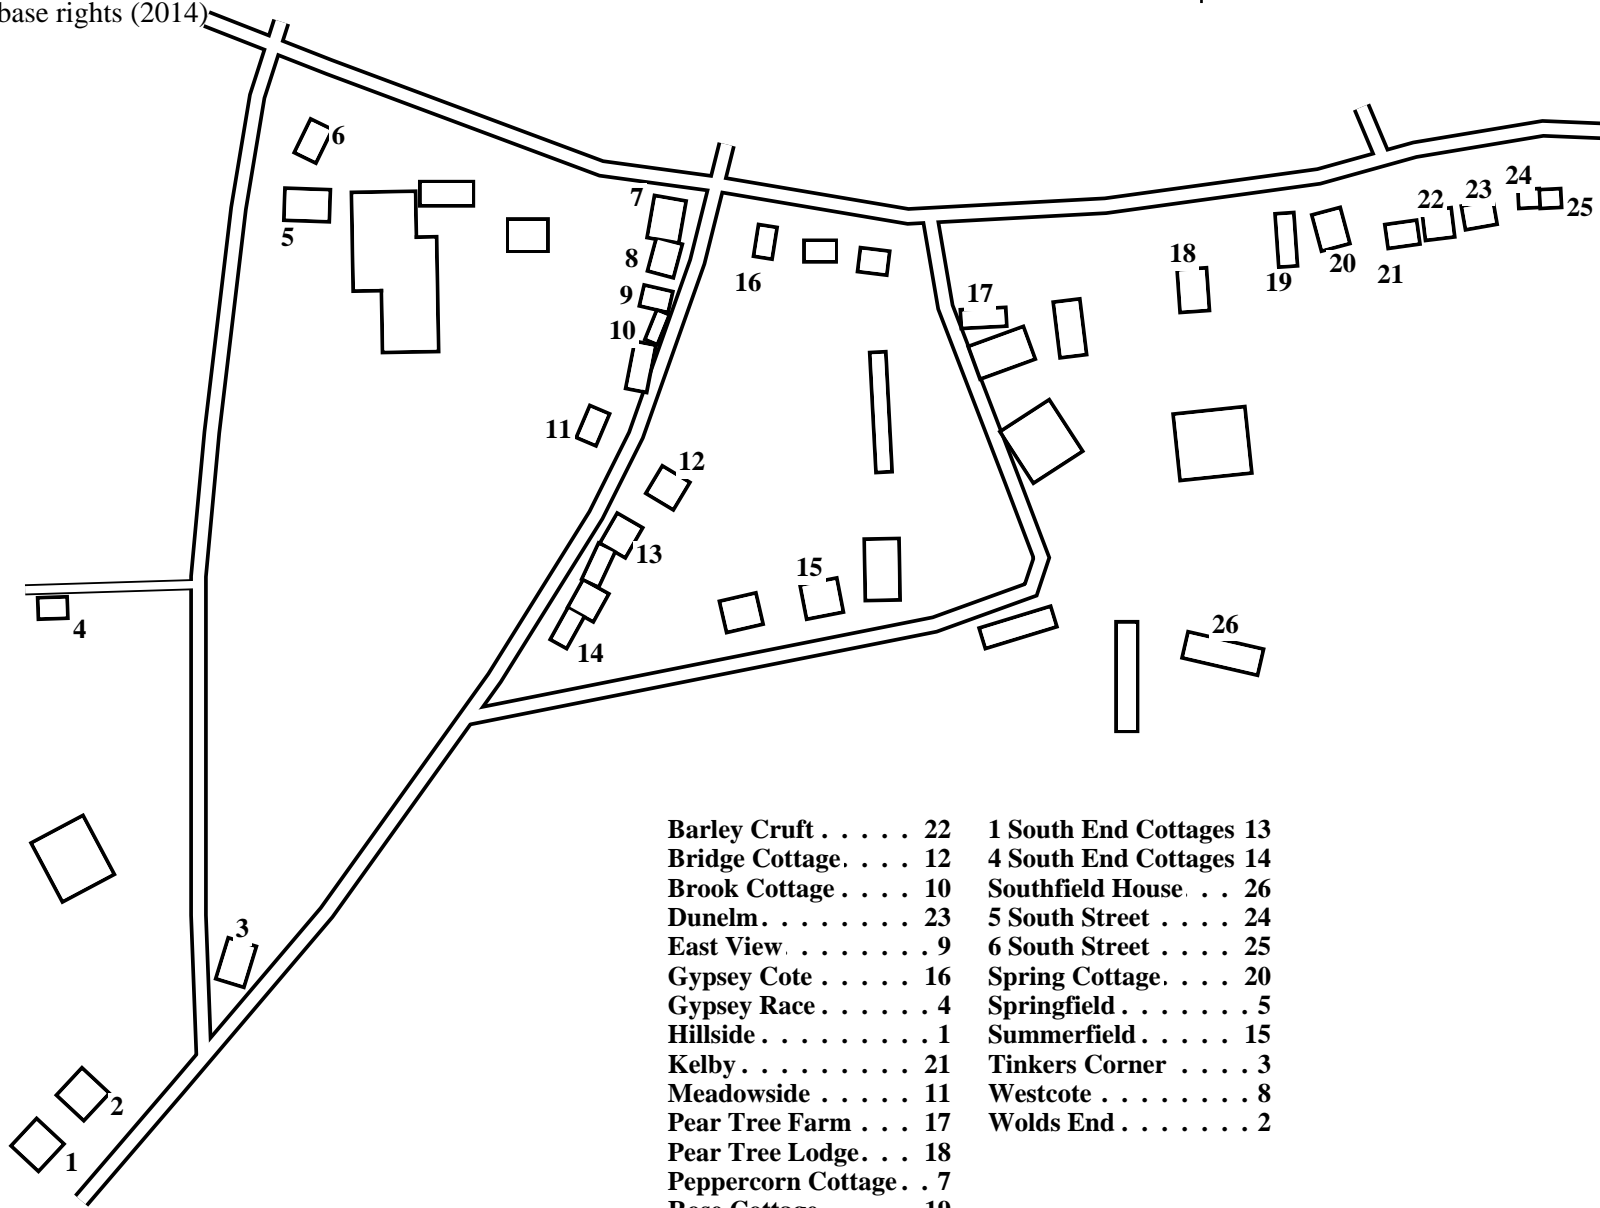 base rights (2014)
6
5
7
8
9
10
11
12
13
14
15
16
17
18
19
20
21
22
23
24
25
26
4
3
2
1
Barley Cruft . . . . . 22
Bridge Cottage . . . . 12
Brook Cottage . . . . 10
Dunelm . . . . . . . . 23
East View . . . . . . . . 9
Gypsey Cote . . . . . 16
Gypsey Race . . . . . . 4
Hillside . . . . . . . . . 1
Kelby . . . . . . . . . 21
Meadowside . . . . . 11
Pear Tree Farm . . . 17
Pear Tree Lodge . . . 18
Peppercorn Cottage . . 7
Rose Cottage 19
1 South End Cottages 13
4 South End Cottages 14
Southfield House . . . 26
5 South Street . . . . 24
6 South Street . . . . 25
Spring Cottage . . . . 20
Springfield . . . . . . . 5
Summerfield . . . . . 15
Tinkers Corner . . . . 3
Westcote . . . . . . . . 8
Wolds End . . . . . . . 2